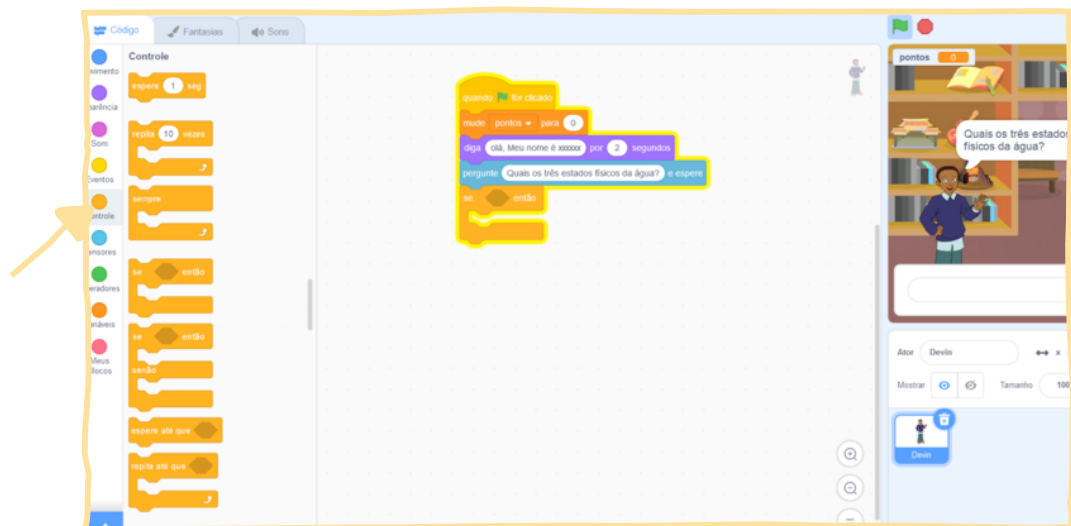 Código
Fantasias
Sons
Controle
Som
Eventos
Meus
espere 1 seg
repita 10 vezes
sempre
se então
se então
senão
espere até que
repita até que
quando for clicado
mude pontos para 0
diga olá, Meu nome é xxxxxx por 2 segundos
pergunte Quais os três estados físicos da água? e espere
se então
pontos 0
Quais os três estados
físicos da água?
Ator Devin x
Mostrar Tamanho 100
Devin